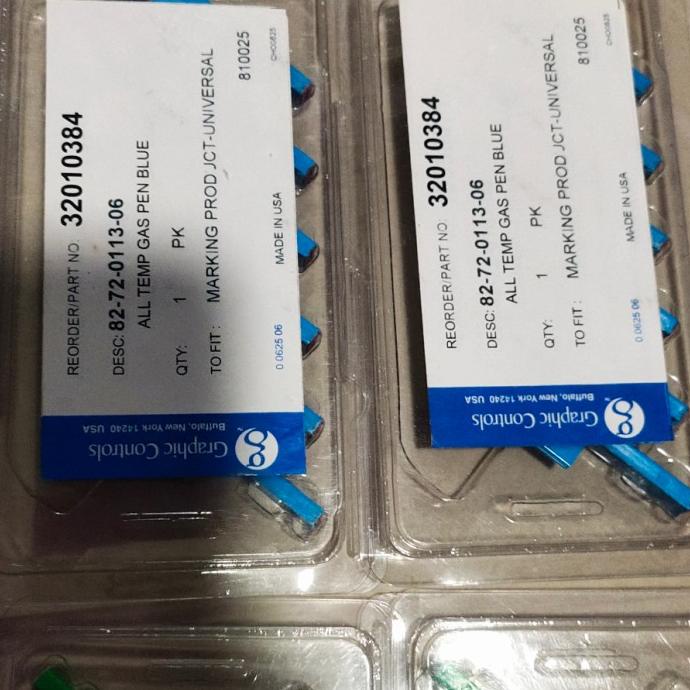 REORDER/PART NO. 32010384
DESC: 82-72-0113-06
ALL TEMP GAS PEN BLUE
QTY: 1 PK
TO FIT: MARKING PROD JCT-UNIVERSAL
810025
0 0625 06 MADE IN USA CHOO825
Graphic Controls
Buffalo, New York 14240 USA
REORDER/PART NO: 32010384
DESC: 82-72-0113-06
ALL TEMP GAS PEN BLUE
QTY: 1 PK
TO FIT: MARKING PROD JCT-UNIVERSAL
810025
0 0625 06 MADE IN USA CHOO825
Graphic Controls
Buffalo, New York 14240 USA